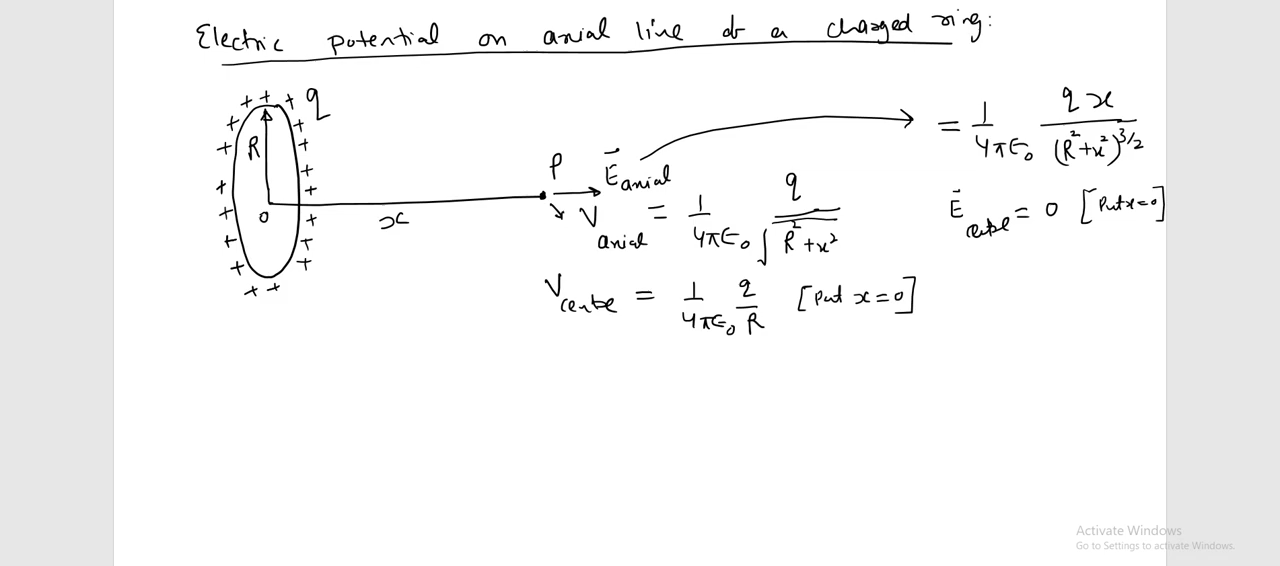 Electric potential on axial line of a charged ring:
+ + + + + + + + + + + + + + + + + + + + q
R
O
x
P
E⃗ axial = 1/4πε₀ qx/(R²+x²)^3/2
V axial = 1/4πε₀ q/√(R²+x²)
E⃗ centre = 0 [Put x=0]
V centre = 1/4πε₀ q/R [Put x=0]
Activate Windows
Go to Settings to activate Windows.